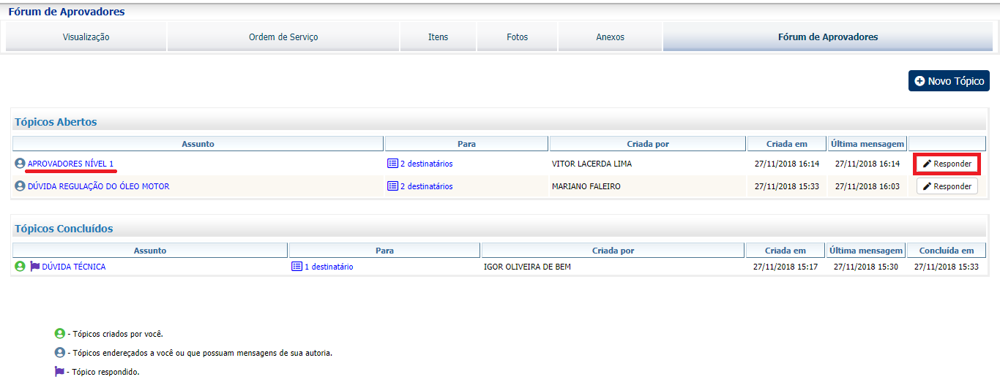 Fórum de Aprovadores
Visualização Ordem de Serviço Itens Fotos Anexos Fórum de Aprovadores
Novo Tópico
Tópicos Abertos
Assunto Para Criada por Criada em Última mensagem
APROVADORES NÍVEL 1 2 destinatários VITOR LACERDA LIMA 27/11/2018 16:14 27/11/2018 16:14 Responder
DÚVIDA REGULAÇÃO DO ÓLEO MOTOR 2 destinatários MARIANO FALEIRO 27/11/2018 15:33 27/11/2018 16:03 Responder
Tópicos Concluídos
Assunto Para Criada por Criada em Última mensagem Concluída em
DÚVIDA TÉCNICA 1 destinatário IGOR OLIVEIRA DE BEM 27/11/2018 15:17 27/11/2018 15:30 27/11/2018 15:33
- Tópicos criados por você.
- Tópicos endereçados a você ou que possuam mensagens de sua autoria.
- Tópico respondido.